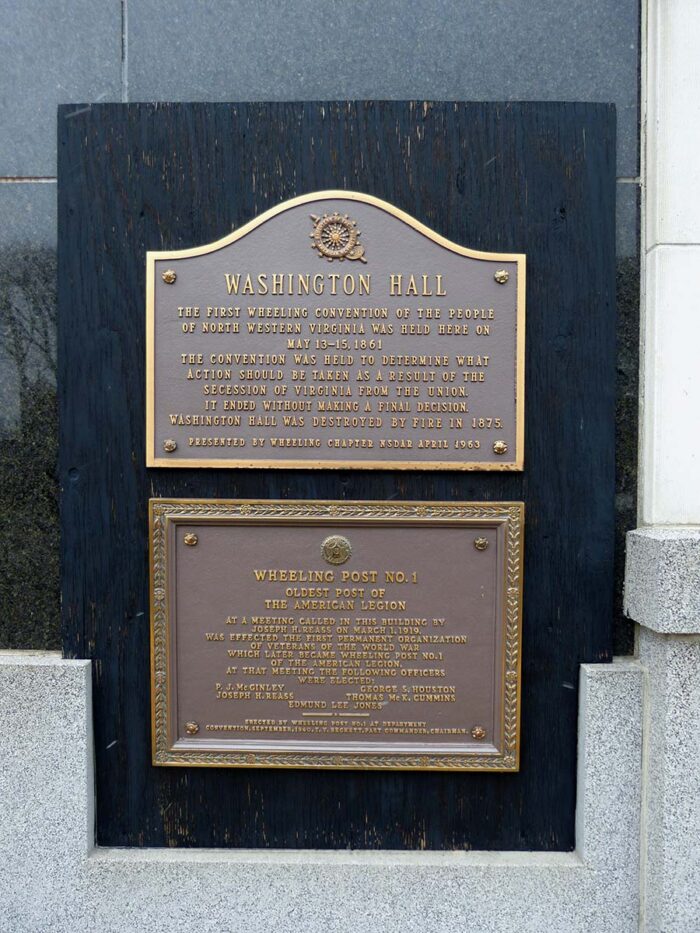 WASHINGTON HALL
THE FIRST WHEELING CONVENTION OF THE PEOPLE
OF NORTH WESTERN VIRGINIA WAS HELD HERE ON
MAY 13-15, 1861
THE CONVENTION WAS HELD TO DETERMINE WHAT
ACTION SHOULD BE TAKEN AS A RESULT OF THE
SECESSION OF VIRGINIA FROM THE UNION.
IT ENDED WITHOUT MAKING A FINAL DECISION.
WASHINGTON HALL WAS DESTROYED BY FIRE IN 1875.
PRESENTED BY WHEELING CHAPTER NSDAR APRIL 1963
WHEELING POST NO. 1
OLDEST POST OF
THE AMERICAN LEGION
AT A MEETING CALLED IN THIS BUILDING BY
JOSEPH H. REASS ON MARCH 1, 1919,
WAS EFFECTED THE FIRST PERMANENT ORGANIZATION
OF VETERANS OF THE WORLD WAR
WHICH LATER BECAME WHEELING POST NO. 1
OF THE AMERICAN LEGION.
AT THAT MEETING THE FOLLOWING OFFICERS
WERE ELECTED:
P. J. MCGINLEY GEORGE S. HOUSTON
JOSEPH H. REASS THOMAS MCK. CUMMINS
EDMUND LEE JONES
ERECTED BY WHEELING POST NO. 1 AT DEPARTMENT
CONVENTION, SEPTEMBER, 1940, T. V. BECKETT, PAST COMMANDER, CHAIRMAN.